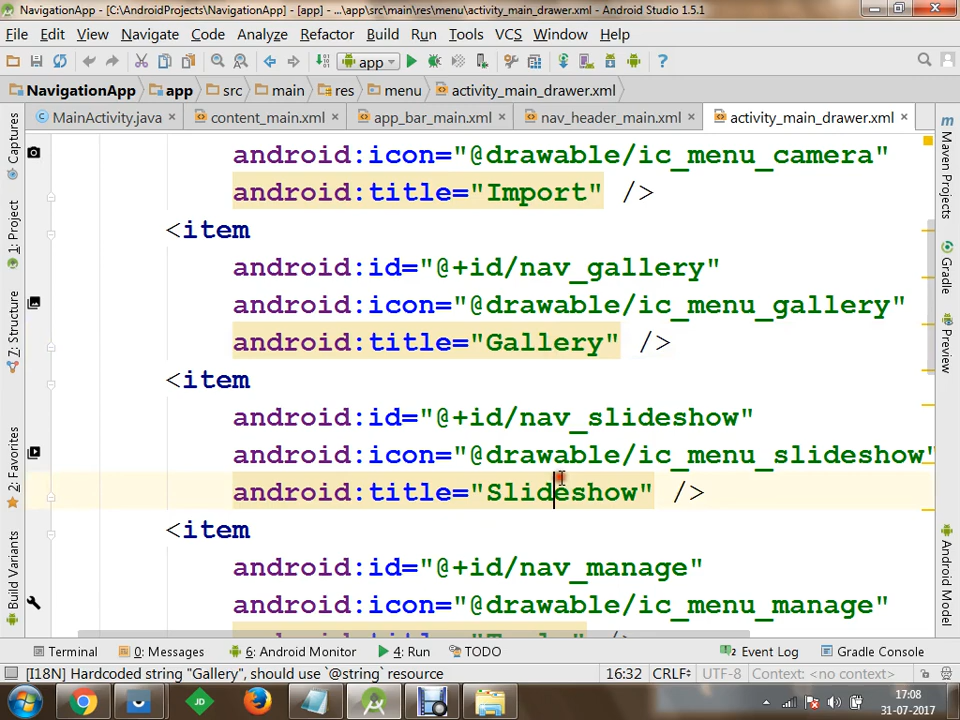 NavigationApp - [C:\AndroidProjects\NavigationApp] - [app] - ...\app\src\main\res\menu\activity_main_drawer.xml - Android Studio 1.5.1
File Edit View Navigate Code Analyze Refactor Build Run Tools VCS Window Help
app
NavigationApp app src main res menu activity_main_drawer.xml
MainActivity.java content_main.xml app_bar_main.xml nav_header_main.xml activity_main_drawer.xml
Captures
1: Project
7: Structure
2: Favorites
Build Variants
android:icon="@drawable/ic_menu_camera"
android:title="Import" />
<item
android:id="@+id/nav_gallery"
android:icon="@drawable/ic_menu_gallery"
android:title="Gallery" />
<item
android:id="@+id/nav_slideshow"
android:icon="@drawable/ic_menu_slideshow"
android:title="Slideshow" />
<item
android:id="@+id/nav_manage"
android:icon="@drawable/ic_menu_manage"
Maven Projects
Gradle
Preview
Android Model
Terminal 0: Messages 6: Android Monitor 4: Run TODO Event Log Gradle Console
[I18N] Hardcoded string "Gallery", should use `@string` resource 16:32 CRLF UTF-8 Context: <no context>
JD 17:08
31-07-2017